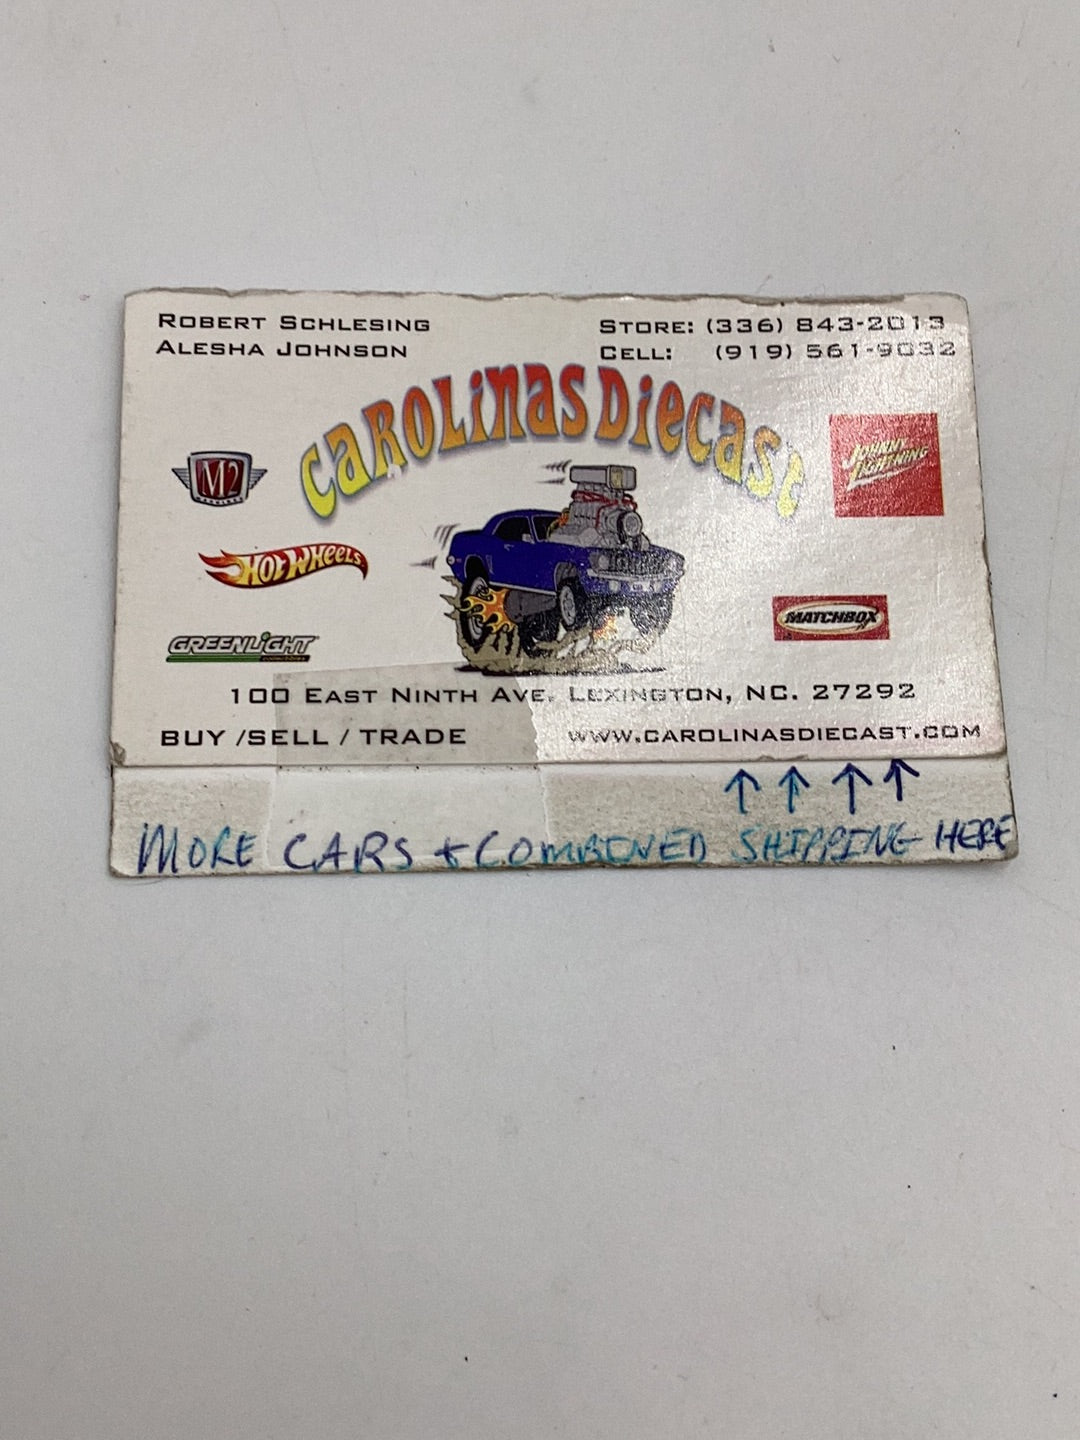 ROBERT SCHLESING
ALESHA JOHNSON
STORE: (336) 843-2013
CELL: (919) 561-9032
CAROLiNAS DiECAST
M2
MACHINES
HOT WHEELS
GREENLiGHT
JOHNNY
LIGHTNING
MATCHBOX
100 EAST NINTH AVE. LEXINGTON, NC. 27292
BUY /SELL / TRADE
WWW.CAROLINASDIECAST.COM
↑ ↑ ↑ ↑
MORE CARS + COMBINED SHIPPING HERE